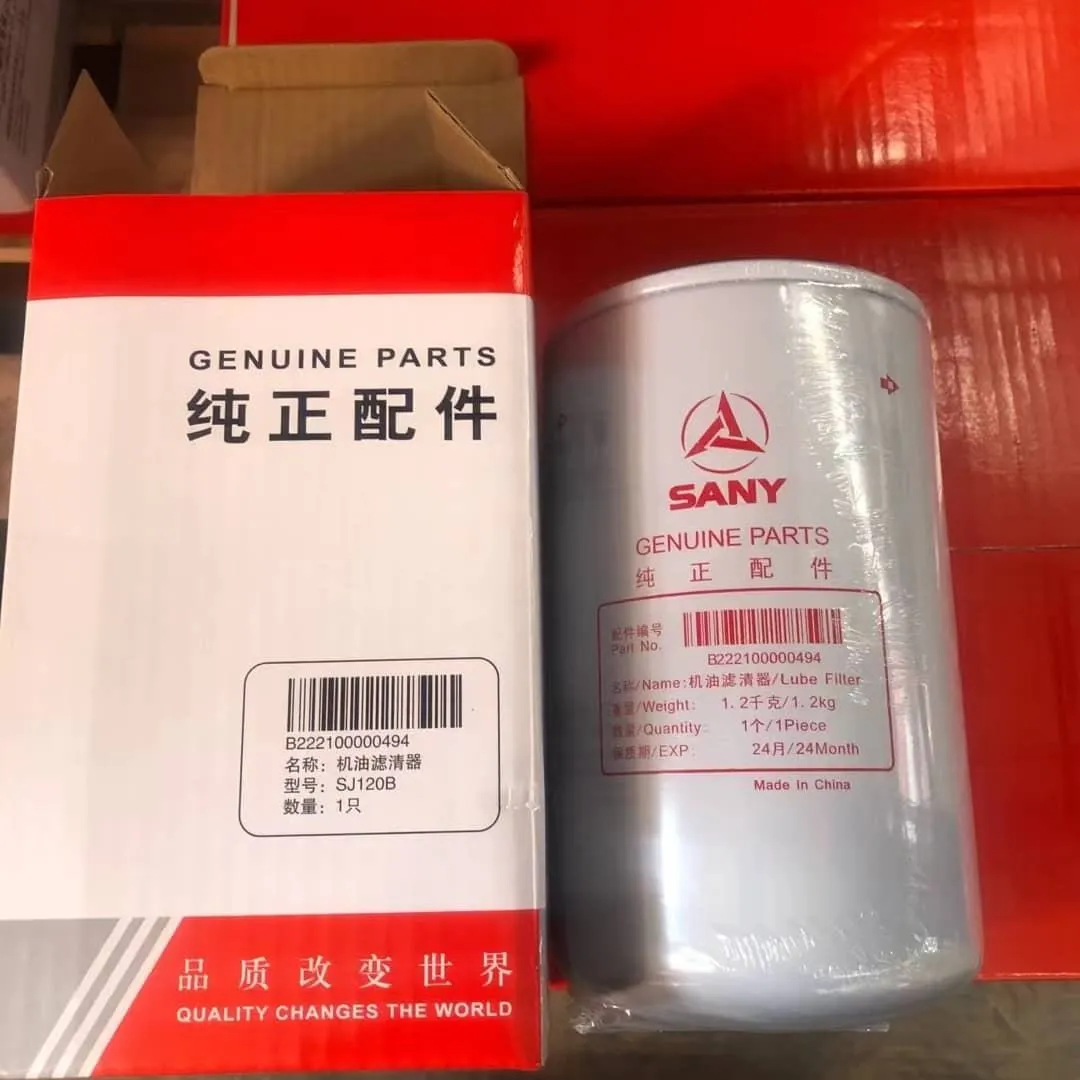 GENUINE PARTS
纯正配件
B222100000494
名称：机油滤清器
型号：SJ120B
数量：1只
品质改变世界
QUALITY CHANGES THE WORLD
SANY
GENUINE PARTS
纯正配件
配件编号
Part No.
B222100000494
名称/Name:机油滤清器/Lube Filter
重量/Weight: 1.2千克/1.2kg
数量/Quantity: 1个/1Piece
保质期/EXP: 24月/24Month
Made in China